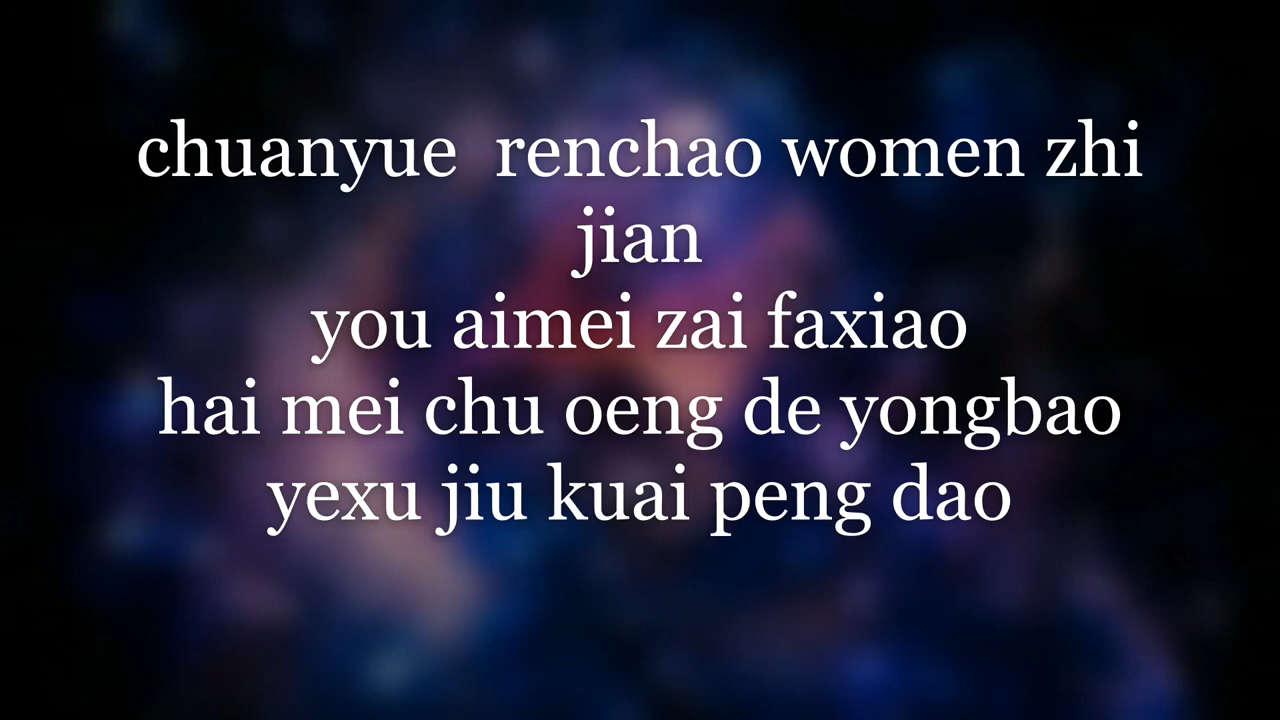 chuanyue  renchao women zhi
jian
you aimei zai faxiao
hai mei chu oeng de yongbao
yexu jiu kuai peng dao